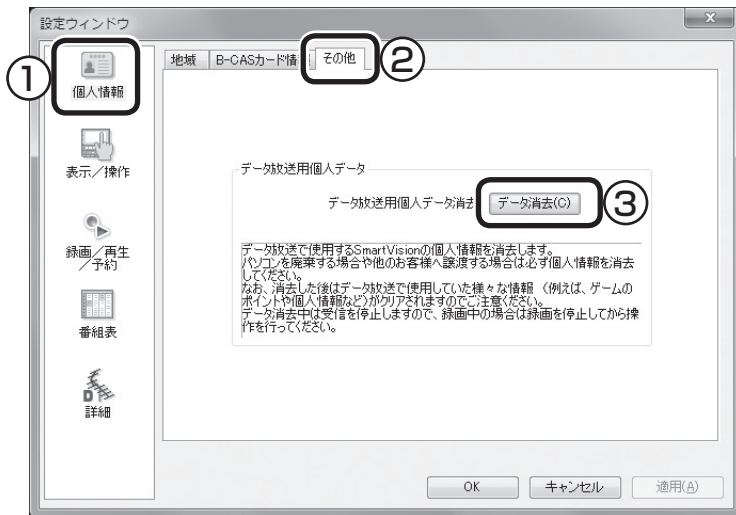 設定ウィンドウ
①
個人情報
表示／操作
録画／再生
／予約
番組表
詳細
地域
B-CASカード情
その他
②
データ放送用個人データ
データ放送用個人データ消去
データ消去(C)
③
データ放送で使用するSmartVisionの個人情報を消去します。
パソコンを廃棄する場合や他のお客様へ譲渡する場合は必ず個人情報を消去
してください。
なお、消去した後はデータ放送で使用していた様々な情報（例えば、ゲームの
ポイントや個人情報など）がクリアされますのでご注意ください。
データ消去中は受信を停止しますので、録画中の場合は録画を停止してから操
作を行ってください。
OK
キャンセル
適用(A)